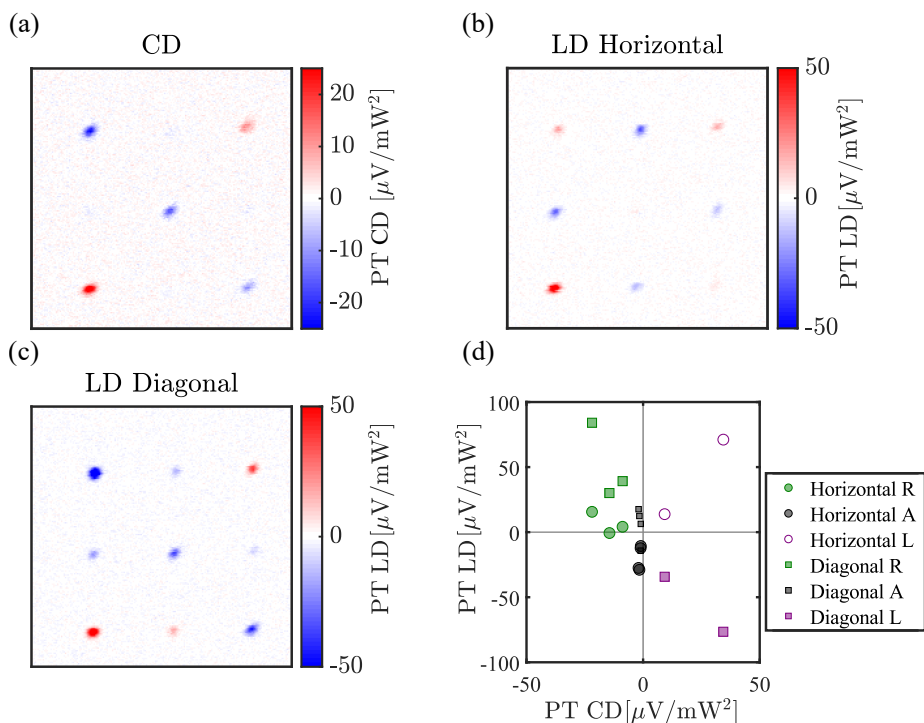 (a)
CD
20
10
0
-10
-20
PT CD [μV/mW²]
(b)
LD Horizontal
50
0
-50
PT LD[μV/mW²]
(c)
LD Diagonal
50
0
-50
PT LD[μV/mW²]
(d)
100
50
0
-50
-100
PT LD[μV/mW²]
-50
0
50
PT CD[μV/mW²]
Horizontal R
Horizontal A
Horizontal L
Diagonal R
Diagonal A
Diagonal L